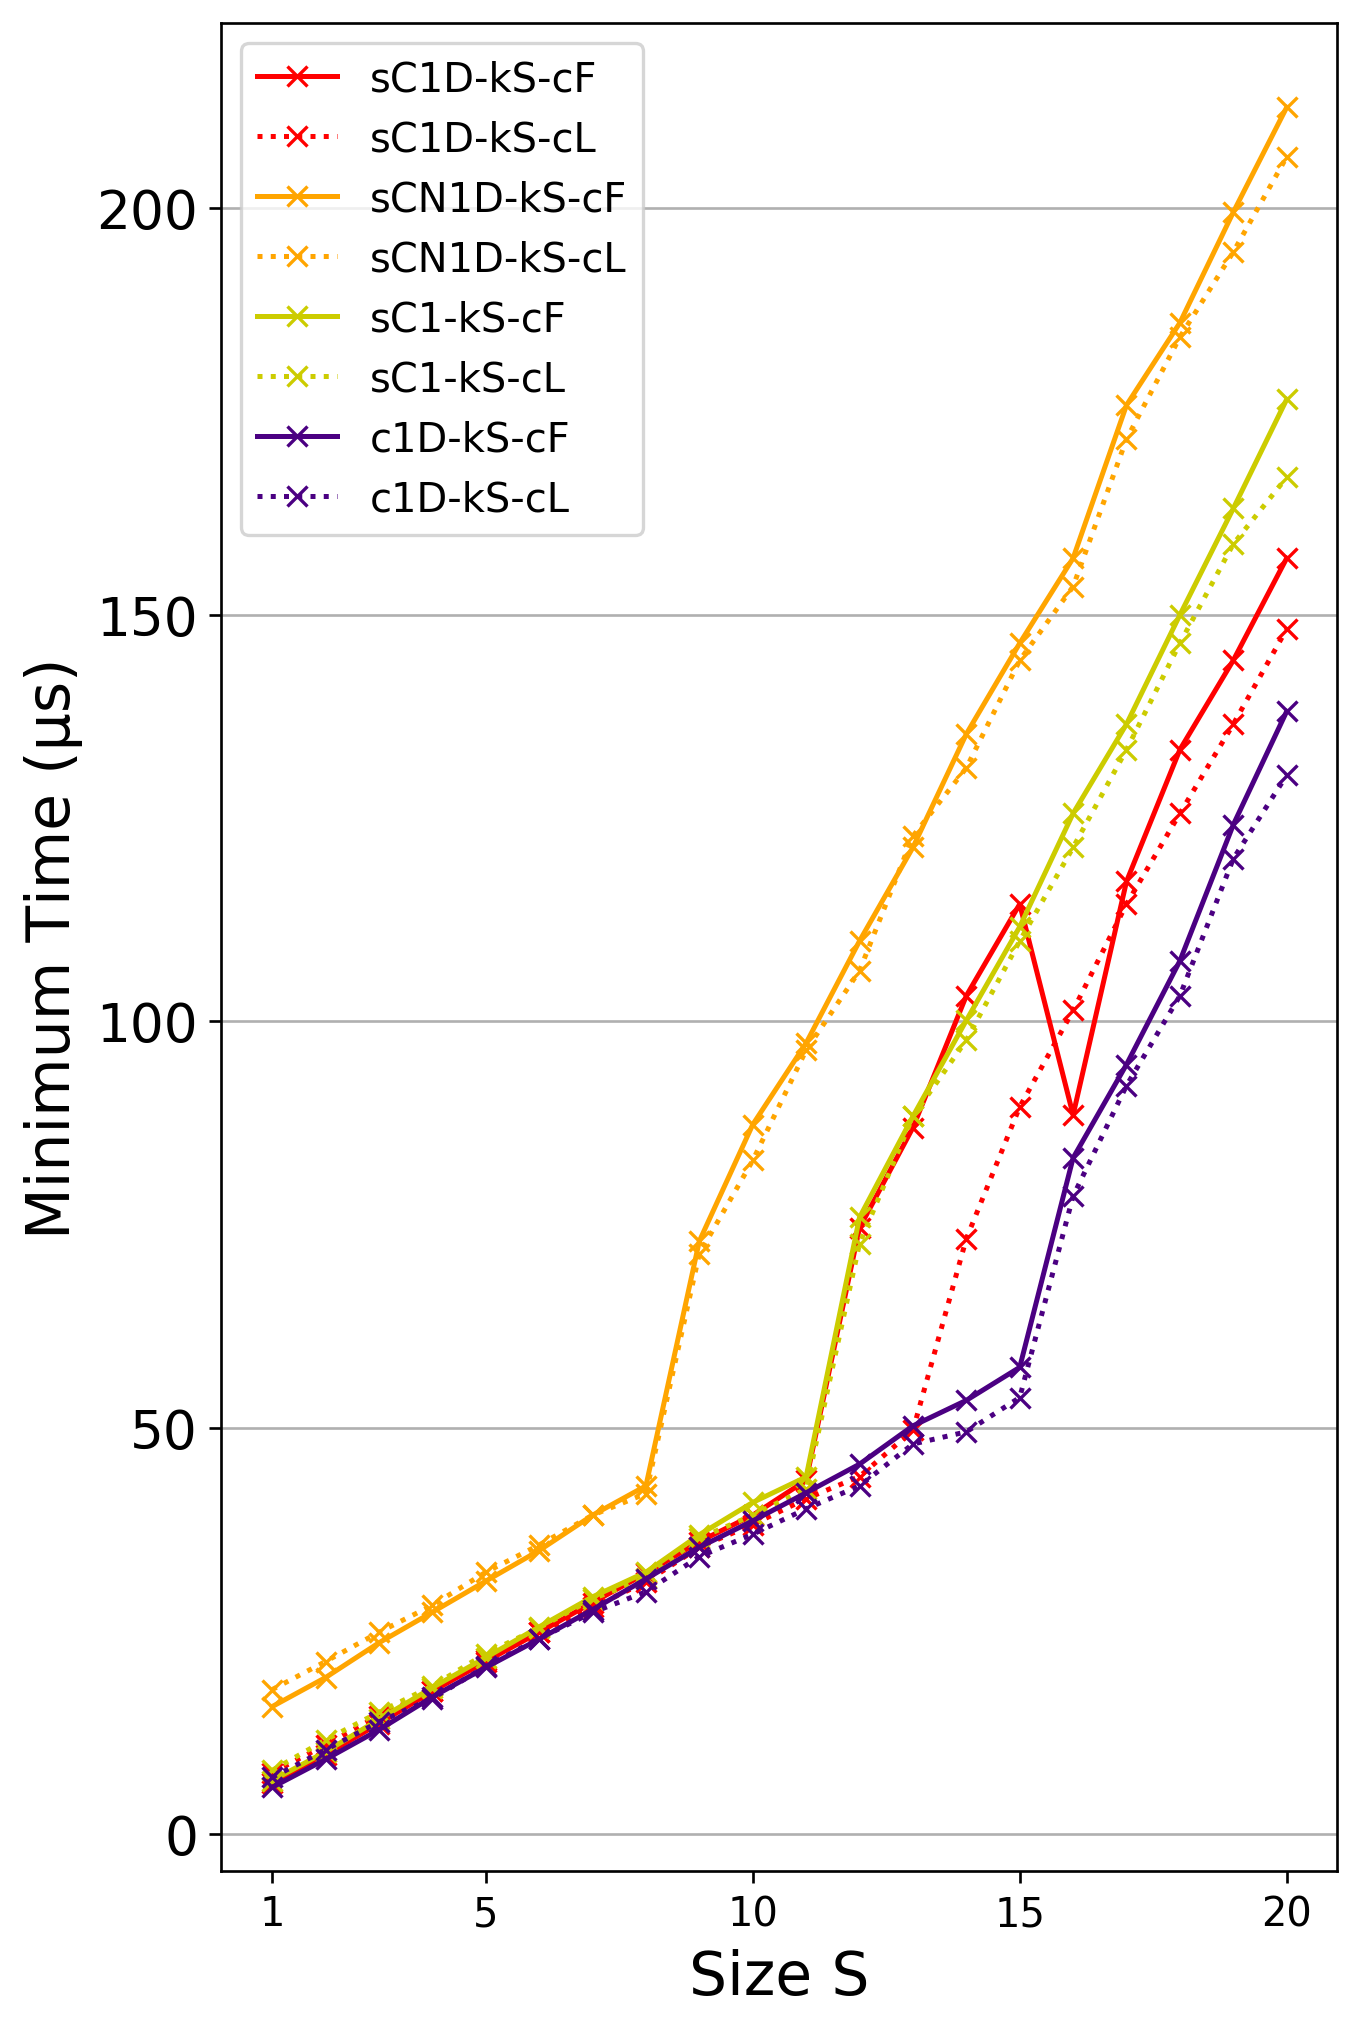 sC1D-kS-cF
sC1D-kS-cL
sCN1D-kS-cF
sCN1D-kS-cL
sC1-kS-cF
sC1-kS-cL
c1D-kS-cF
c1D-kS-cL
200
150
100
50
0
Minimum Time (µs)
1 5 10 15 20
Size S